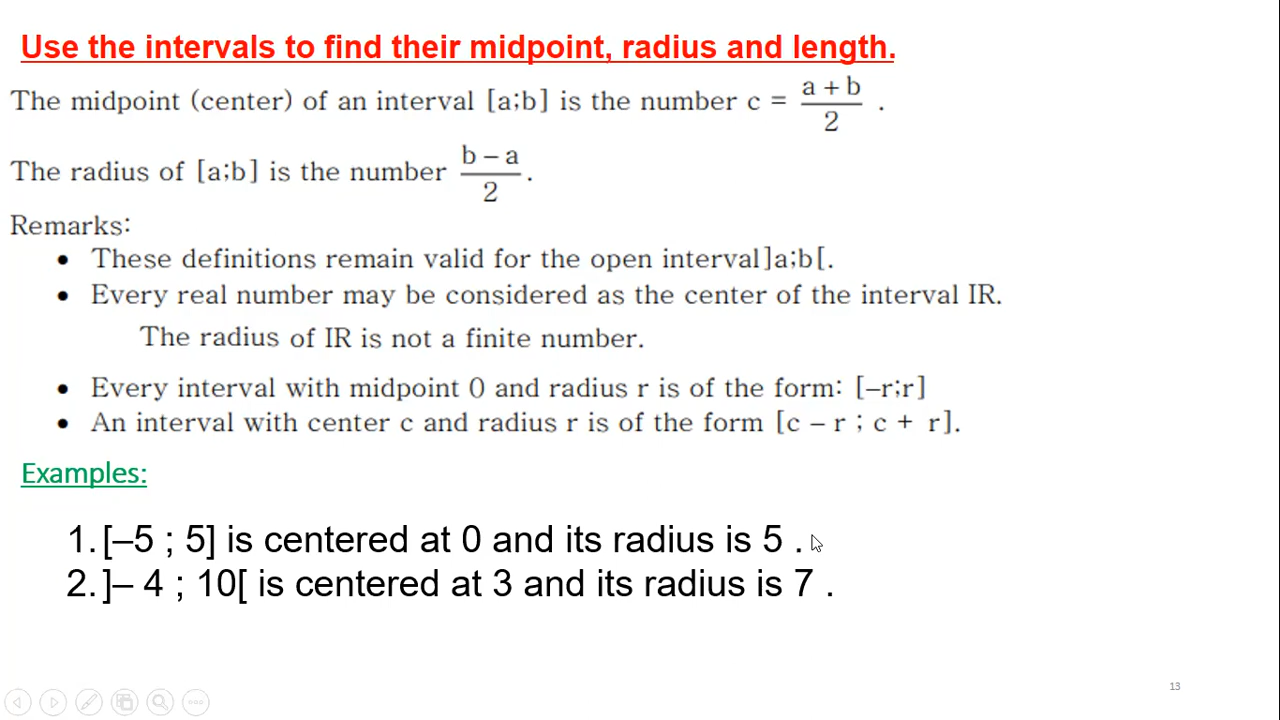 Use the intervals to find their midpoint, radius and length.
The midpoint (center) of an interval [a;b] is the number c = (a + b)/2 .
The radius of [a;b] is the number (b – a)/2 .
Remarks:
• These definitions remain valid for the open interval]a;b[.
• Every real number may be considered as the center of the interval IR.
The radius of IR is not a finite number.
• Every interval with midpoint 0 and radius r is of the form: [–r;r]
• An interval with center c and radius r is of the form [c – r ; c + r].
Examples:
1. [–5 ; 5] is centered at 0 and its radius is 5 .
2. ]– 4 ; 10[ is centered at 3 and its radius is 7 .
13